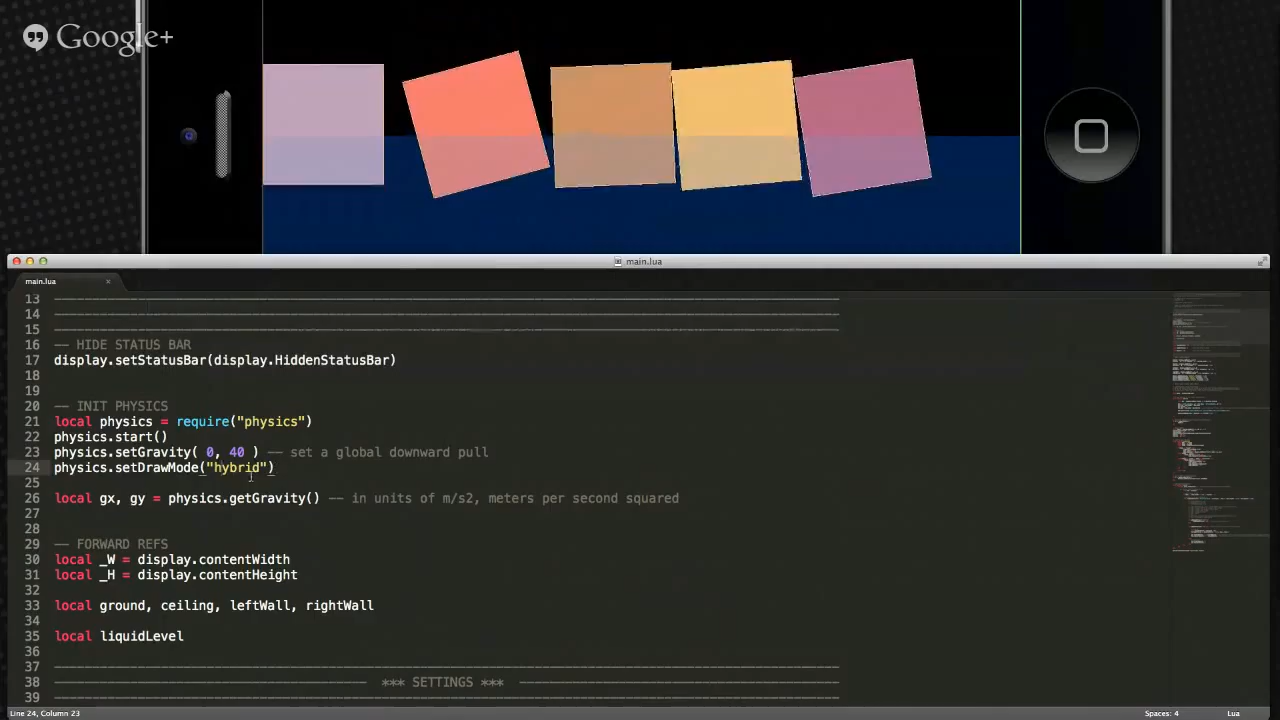 Google+
main.lua
main.lua
13
14
15
16 -- HIDE STATUS BAR
17 display.setStatusBar(display.HiddenStatusBar)
18
19
20 -- INIT PHYSICS
21 local physics = require("physics")
22 physics.start()
23 physics.setGravity( 0, 40 ) -- set a global downward pull
24 physics.setDrawMode("hybrid")
25
26 local gx, gy = physics.getGravity() -- in units of m/s2, meters per second squared
27
28
29 -- FORWARD REFS
30 local _W = display.contentWidth
31 local _H = display.contentHeight
32
33 local ground, ceiling, leftWall, rightWall
34
35 local liquidLevel
36
37
38 *** SETTINGS ***
39
Line 24, Column 23
Spaces: 4
Lua